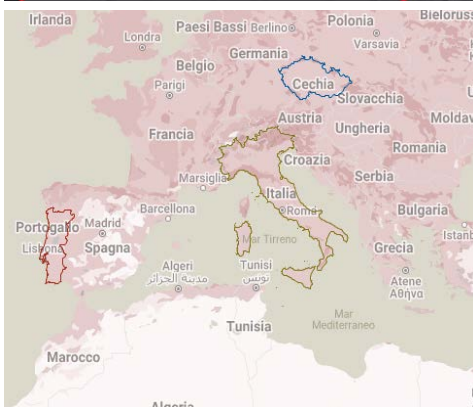 Irlanda
Londra
Paesi Bassi
Berlino
Polonia
Varsavia
Bielorus
Germania
Belgio
Parigi
Cechia
Slovacchia
Austria
Ungheria
Moldav
Francia
Croazia
Romania
Marsiglia
Serbia
Italia
Roma
Bulgaria
Portogallo
Madrid
Barcellona
Lisbona
Spagna
Mar Tirreno
Istanb
Grecia
Algeri
مدينة الجزائر
Tunisi
تونس
Atene
Αθήνα
Mar
Mediterraneo
Tunisia
Marocco
Algeria